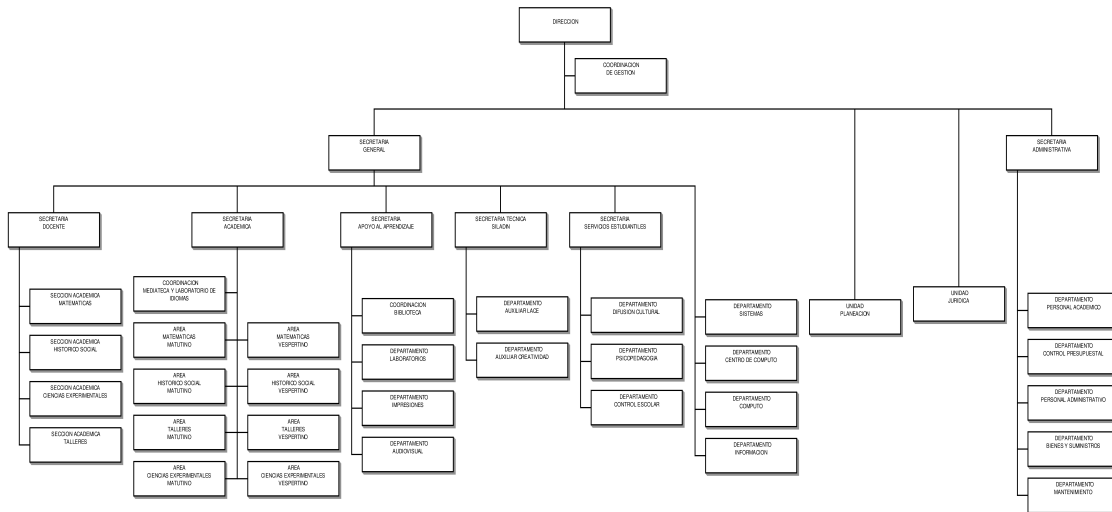 DIRECCION
COORDINACION
DE GESTION
SECRETARIA
GENERAL
SECRETARIA
ADMINISTRATIVA
SECRETARIA
DOCENTE
SECRETARIA
ACADEMICA
SECRETARIA
APOYO AL APRENDIZAJE
SECRETARIA TECNICA
SILADIN
SECRETARIA
SERVICIOS ESTUDIANTILES
SECCION ACADEMICA
MATEMATICAS
SECCION ACADEMICA
HISTORICO SOCIAL
SECCION ACADEMICA
CIENCIAS EXPERIMENTALES
SECCION ACADEMICA
TALLERES
COORDINACION
MEDIATECA Y LABORATORIO DE
IDIOMAS
AREA
MATEMATICAS
MATUTINO
AREA
MATEMATICAS
VESPERTINO
AREA
HISTORICO SOCIAL
MATUTINO
AREA
HISTORICO SOCIAL
VESPERTINO
AREA
TALLERES
MATUTINO
AREA
TALLERES
VESPERTINO
AREA
CIENCIAS EXPERIMENTALES
MATUTINO
AREA
CIENCIAS EXPERIMENTALES
VESPERTINO
COORDINACION
BIBLIOTECA
DEPARTAMENTO
LABORATORIOS
DEPARTAMENTO
IMPRESIONES
DEPARTAMENTO
AUDIOVISUAL
DEPARTAMENTO
AUXILIAR LACE
DEPARTAMENTO
AUXILIAR CREATIVIDAD
DEPARTAMENTO
DIFUSION CULTURAL
DEPARTAMENTO
PSICOPEDAGOGIA
DEPARTAMENTO
CONTROL ESCOLAR
DEPARTAMENTO
SISTEMAS
DEPARTAMENTO
CENTRO DE COMPUTO
DEPARTAMENTO
COMPUTO
DEPARTAMENTO
INFORMACION
UNIDAD
PLANEACION
UNIDAD
JURIDICA
DEPARTAMENTO
PERSONAL ACADEMICO
DEPARTAMENTO
CONTROL PRESUPUESTAL
DEPARTAMENTO
PERSONAL ADMINISTRATIVO
DEPARTAMENTO
BIENES Y SUMINISTROS
DEPARTAMENTO
MANTENIMIENTO